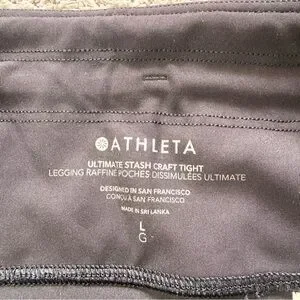 ATHLETA
ULTIMATE STASH CRAFT TIGHT
LEGGING RAFFINE POCHES DISSIMULÉES ULTIMATE
DESIGNED IN SAN FRANCISCO
CONÇU À SAN FRANCISCO
MADE IN SRI LANKA
L
G